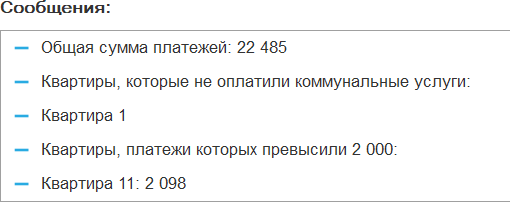 Сообщения:
— Общая сумма платежей: 22 485
— Квартиры, которые не оплатили коммунальные услуги:
— Квартира 1
— Квартиры, платежи которых превысили 2 000:
— Квартира 11: 2 098